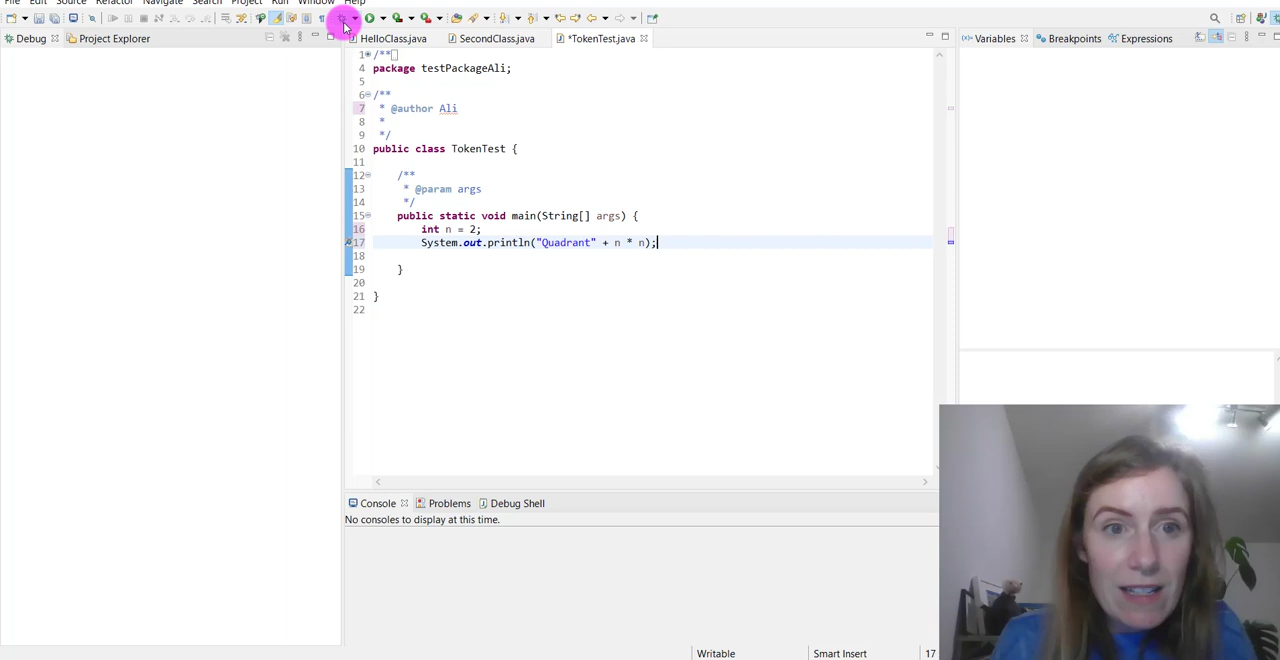 File Edit Source Refactor Navigate Search Project Run Window Help
Debug Project Explorer HelloClass.java SecondClass.java *TokenTest.java Variables Breakpoints Expressions
1 /**
4 package testPackageAli;
5
6 /**
7 * @author Ali
8 *
9 */
10 public class TokenTest {
11
12 /**
13 * @param args
14 */
15 public static void main(String[] args) {
16 int n = 2;
17 System.out.println("Quadrant" + n * n);
18
19 }
20
21 }
22
Console Problems Debug Shell
No consoles to display at this time.
Writable Smart Insert 17